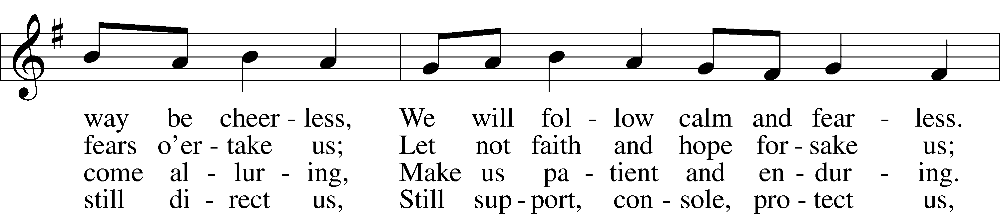 way be cheer - less, We will fol - low calm and fear - less.
fears o’er - take us; Let not faith and hope for - sake us;
come al - lur - ing, Make us pa - tient and en - dur - ing.
still di - rect us, Still sup - port, con - sole, pro - tect us,